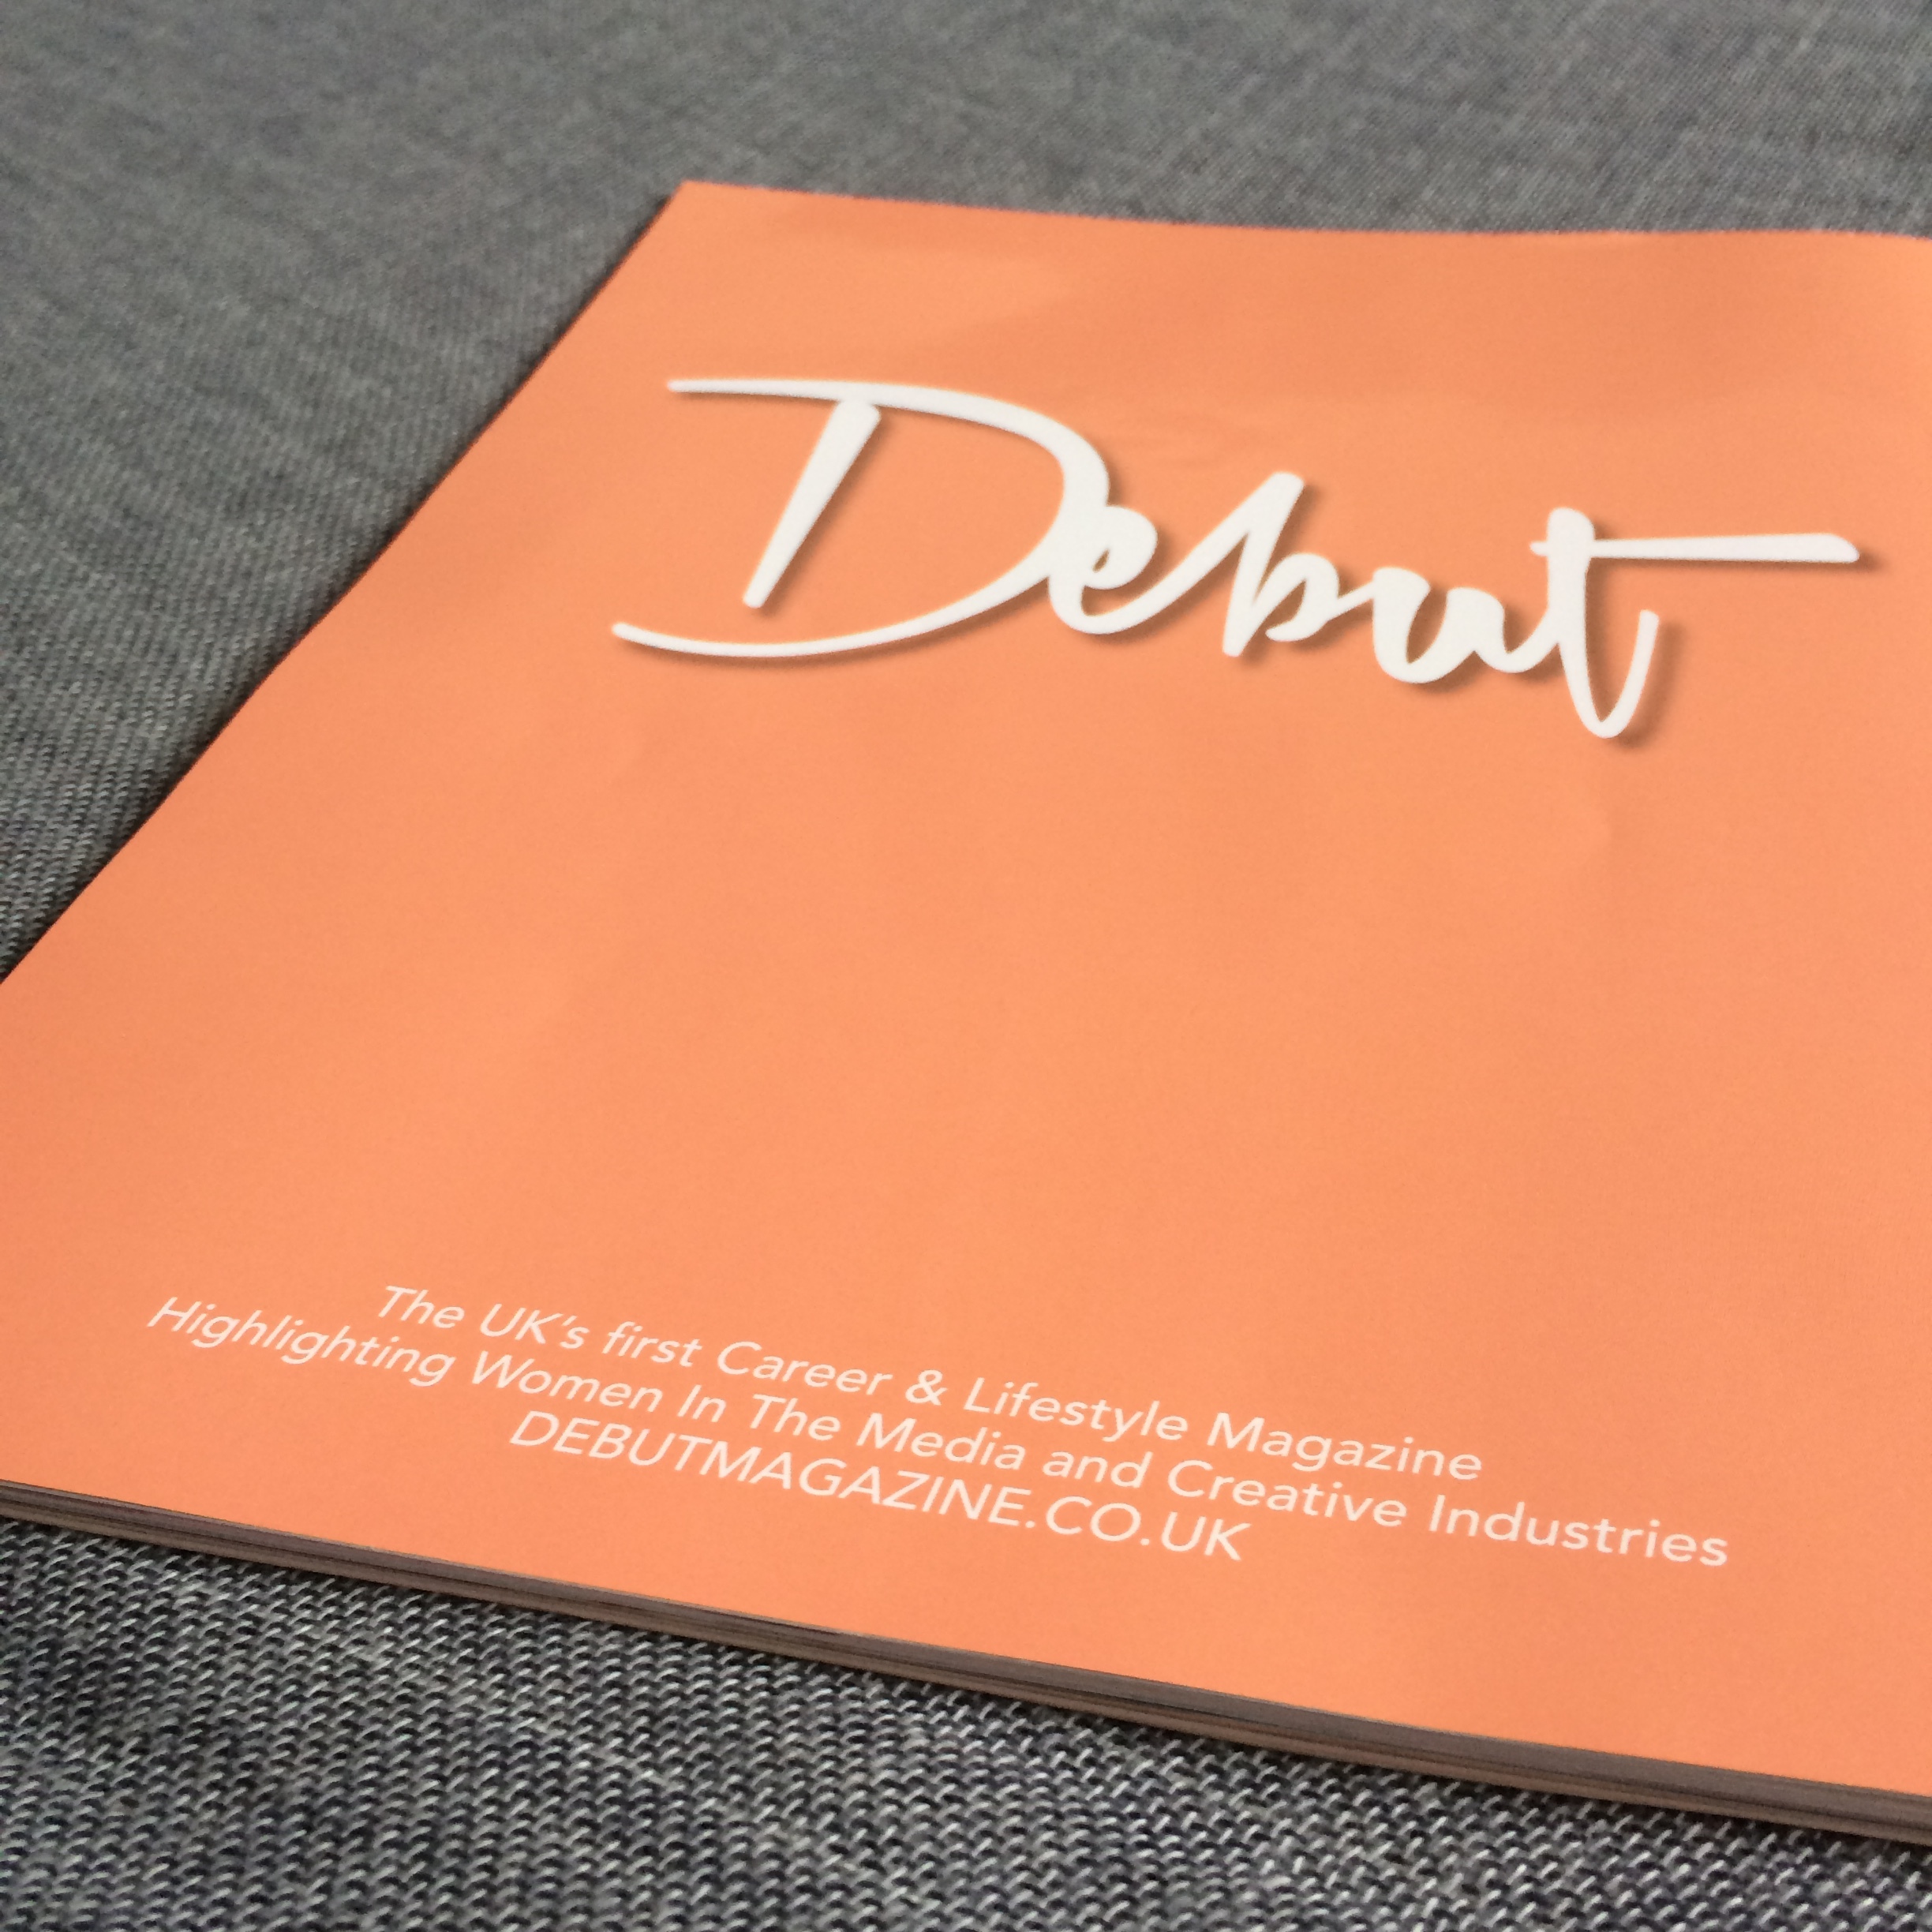 Debut
The UK's first Career & Lifestyle Magazine
Highlighting Women In The Media and Creative Industries
DEBUTMAGAZINE.CO.UK